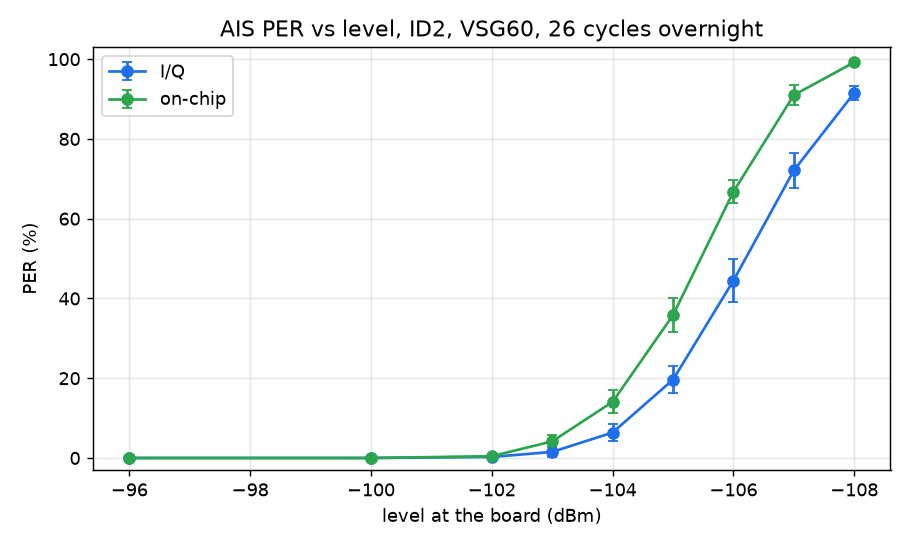 AIS PER vs level, ID2, VSG60, 26 cycles overnight
I/Q
on-chip
100
80
60
40
20
0
PER (%)
−96 −98 −100 −102 −104 −106 −108
level at the board (dBm)